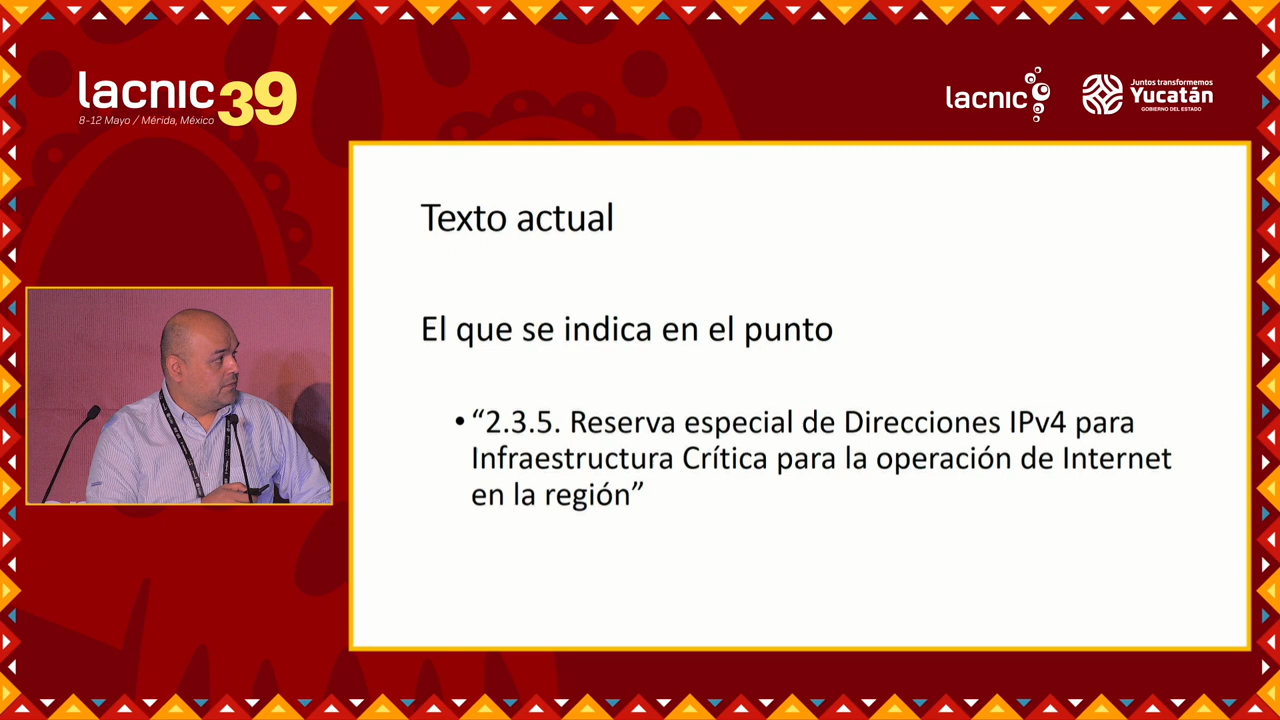 lacnic39
8-12 Mayo / Mérida, México
lacnic
Juntos transformemos
Yucatán
GOBIERNO DEL ESTADO
Texto actual
El que se indica en el punto
• “2.3.5. Reserva especial de Direcciones IPv4 para
Infraestructura Crítica para la operación de Internet
en la región”